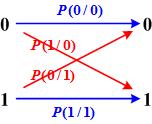 P(0/0)
0 0
P(1/0)
P(0/1)
1 1
P(1/1)